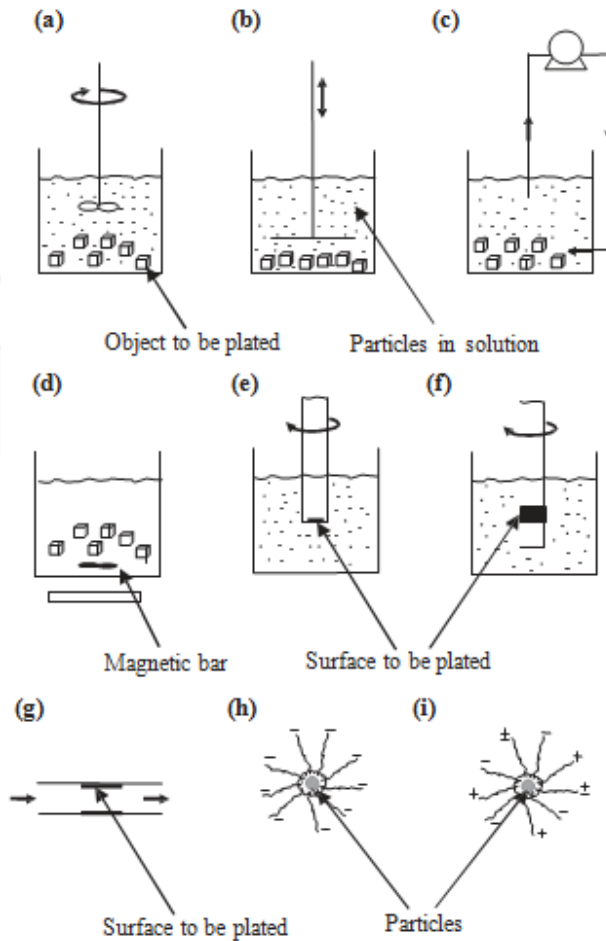 (a) (b) (c)
Object to be plated Particles in solution
(d) (e) (f)
Magnetic bar Surface to be plated
(g) (h) (i)
− − − − − − − −
± − − + + ± − − +
Surface to be plated Particles